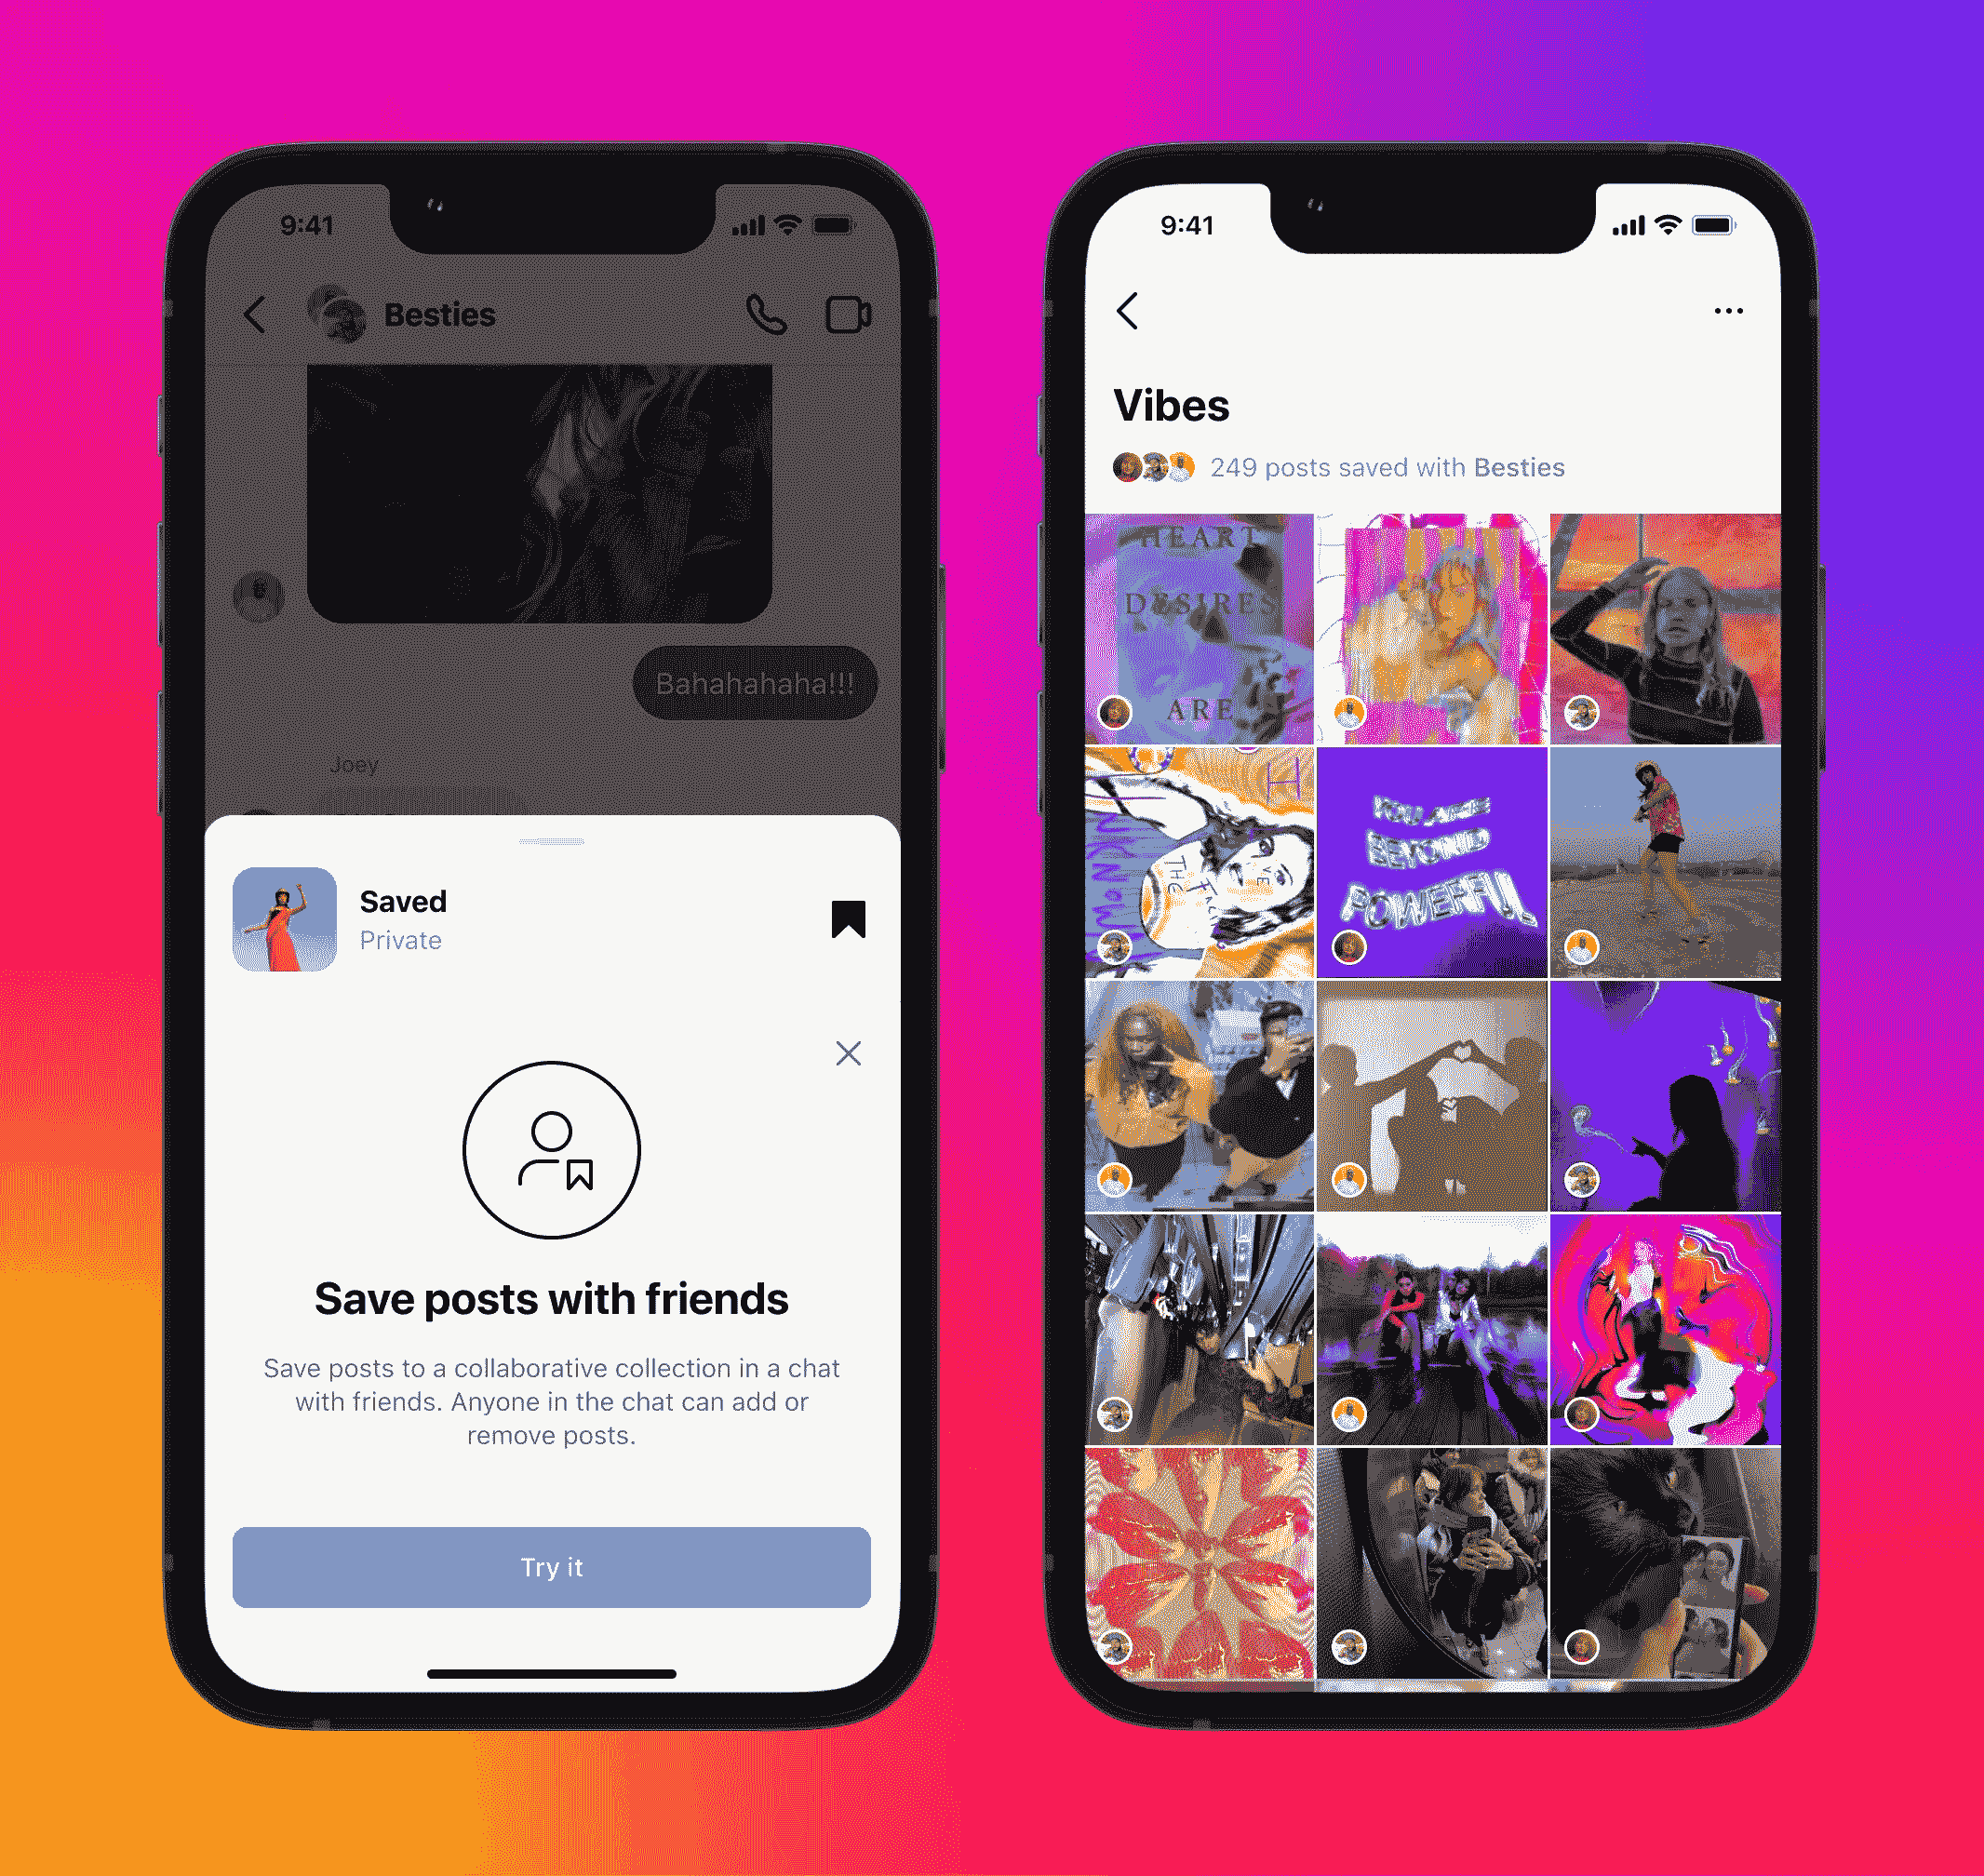 9:41
Besties
Bahahahaha!!!
Joey
Saved
Private
Save posts with friends
Save posts to a collaborative collection in a chat
with friends. Anyone in the chat can add or
remove posts.
Try it
9:41
Vibes
249 posts saved with Besties
HEART
DESIRES
ARE
YOU ARE
BEYOND
POWERFUL